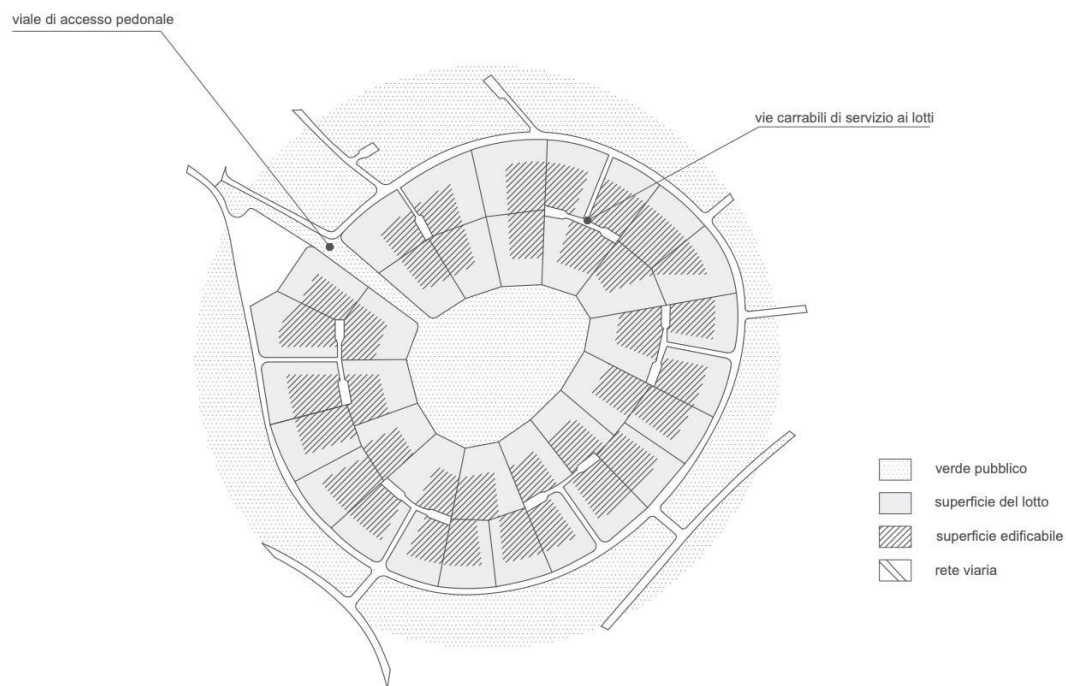 viale di accesso pedonale
vie carrabili di servizio ai lotti
verde pubblico
superficie del lotto
superficie edificabile
rete viaria